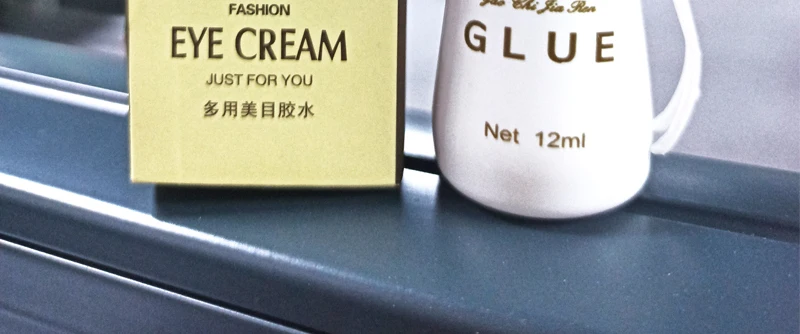 FASHION
EYE CREAM
JUST FOR YOU
多用美目胶水
GLUE
Net 12ml